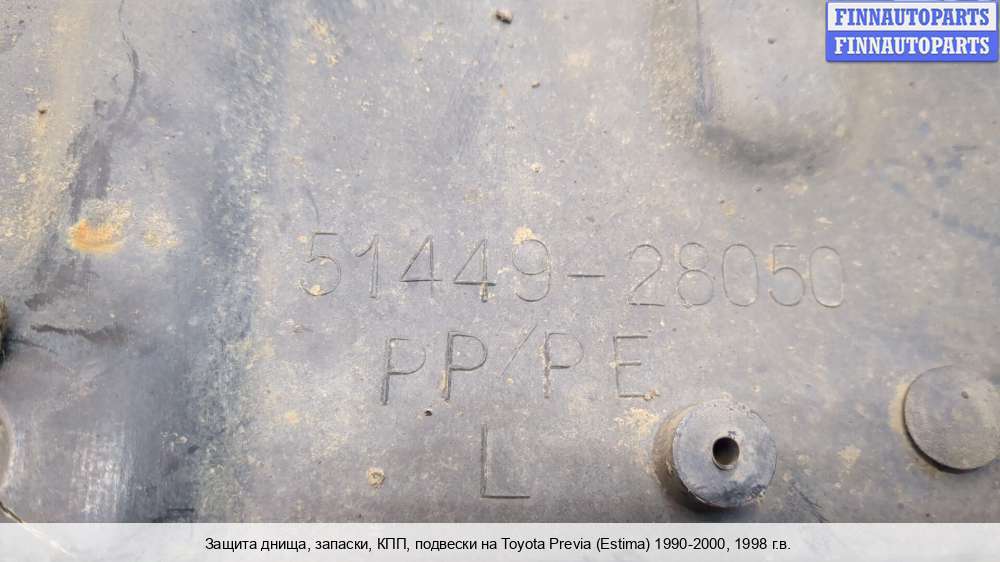 FINNAUTOPARTS
FINNAUTOPARTS
51449-28050
PP/PE
L
Защита днища, запаски, КПП, подвески на Toyota Previa (Estima) 1990-2000, 1998 г.в.